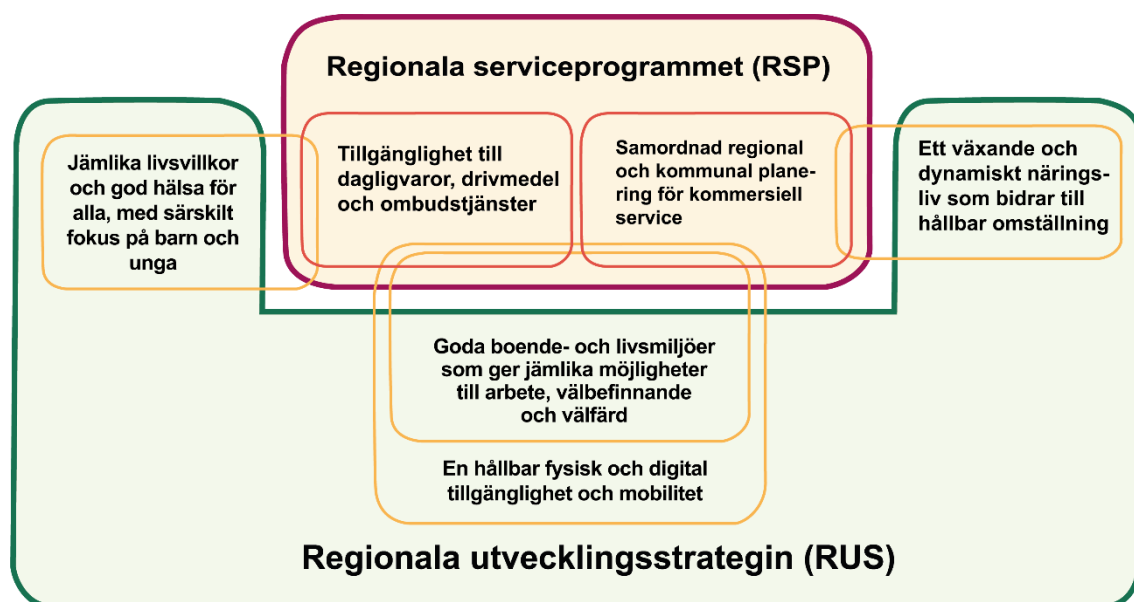 Regionala serviceprogrammet (RSP)
Jämlika livsvillkor
och god hälsa för
alla, med särskilt
fokus på barn och
unga
Tillgänglighet till
dagligvaror, drivmedel
och ombudstjänster
Samordnad regional
och kommunal plane-
ring för kommersiell
service
Ett växande och
dynamiskt närings-
liv som bidrar till
hållbar omställning
Goda boende- och livsmiljöer
som ger jämlika möjligheter
till arbete, välbefinnande
och välfärd
En hållbar fysisk och digital
tillgänglighet och mobilitet
Regionala utvecklingsstrategin (RUS)